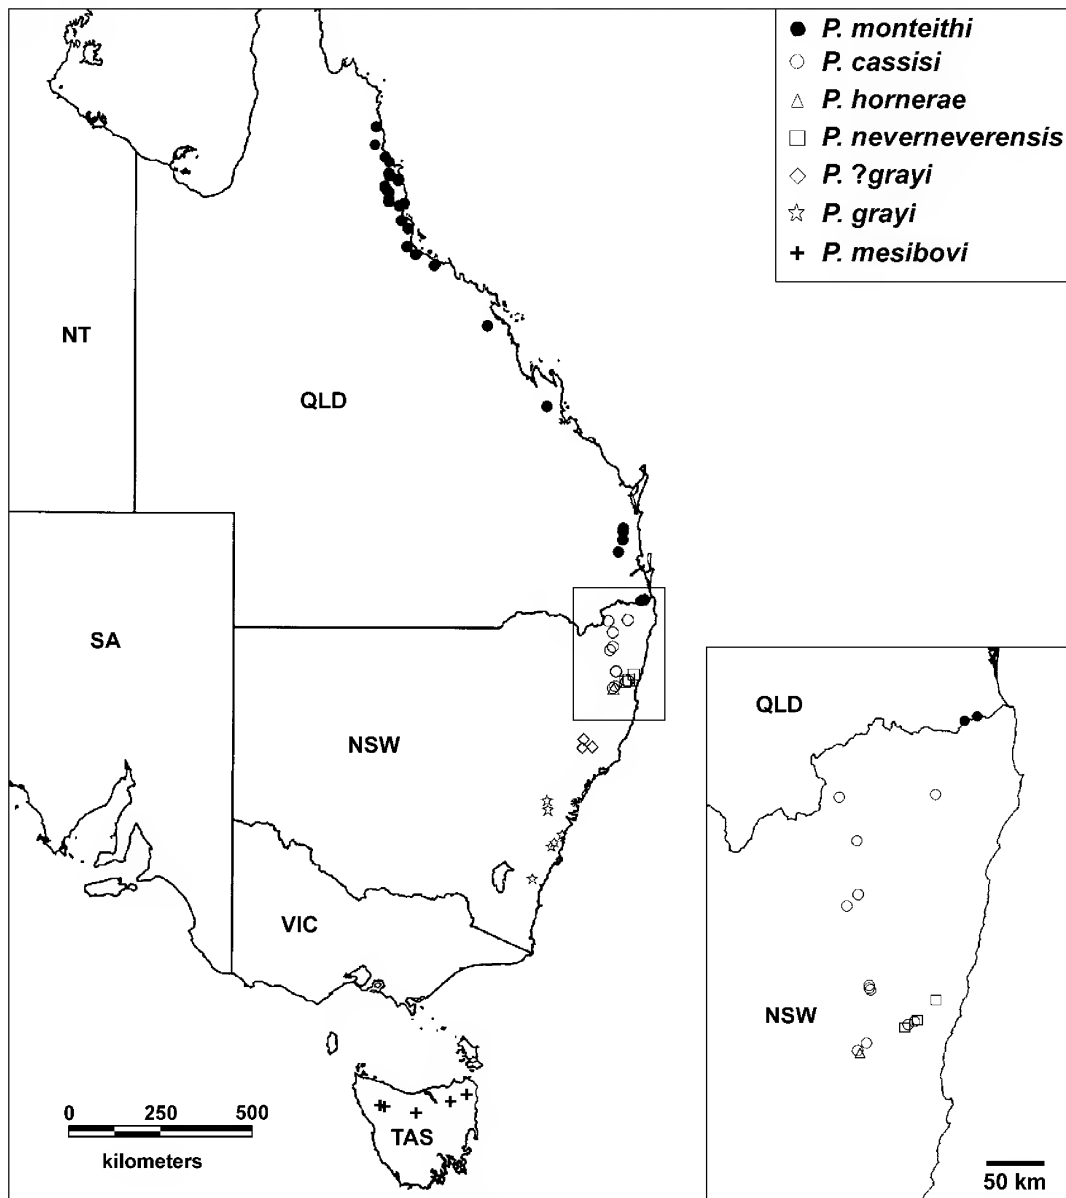 P. monteithi
P. cassisi
P. hornerae
P. neverneverensis
P. ?grayi
P. grayi
P. mesibovi
NT
QLD
SA
NSW
VIC
TAS
0 250 500
kilometers
QLD
NSW
50 km